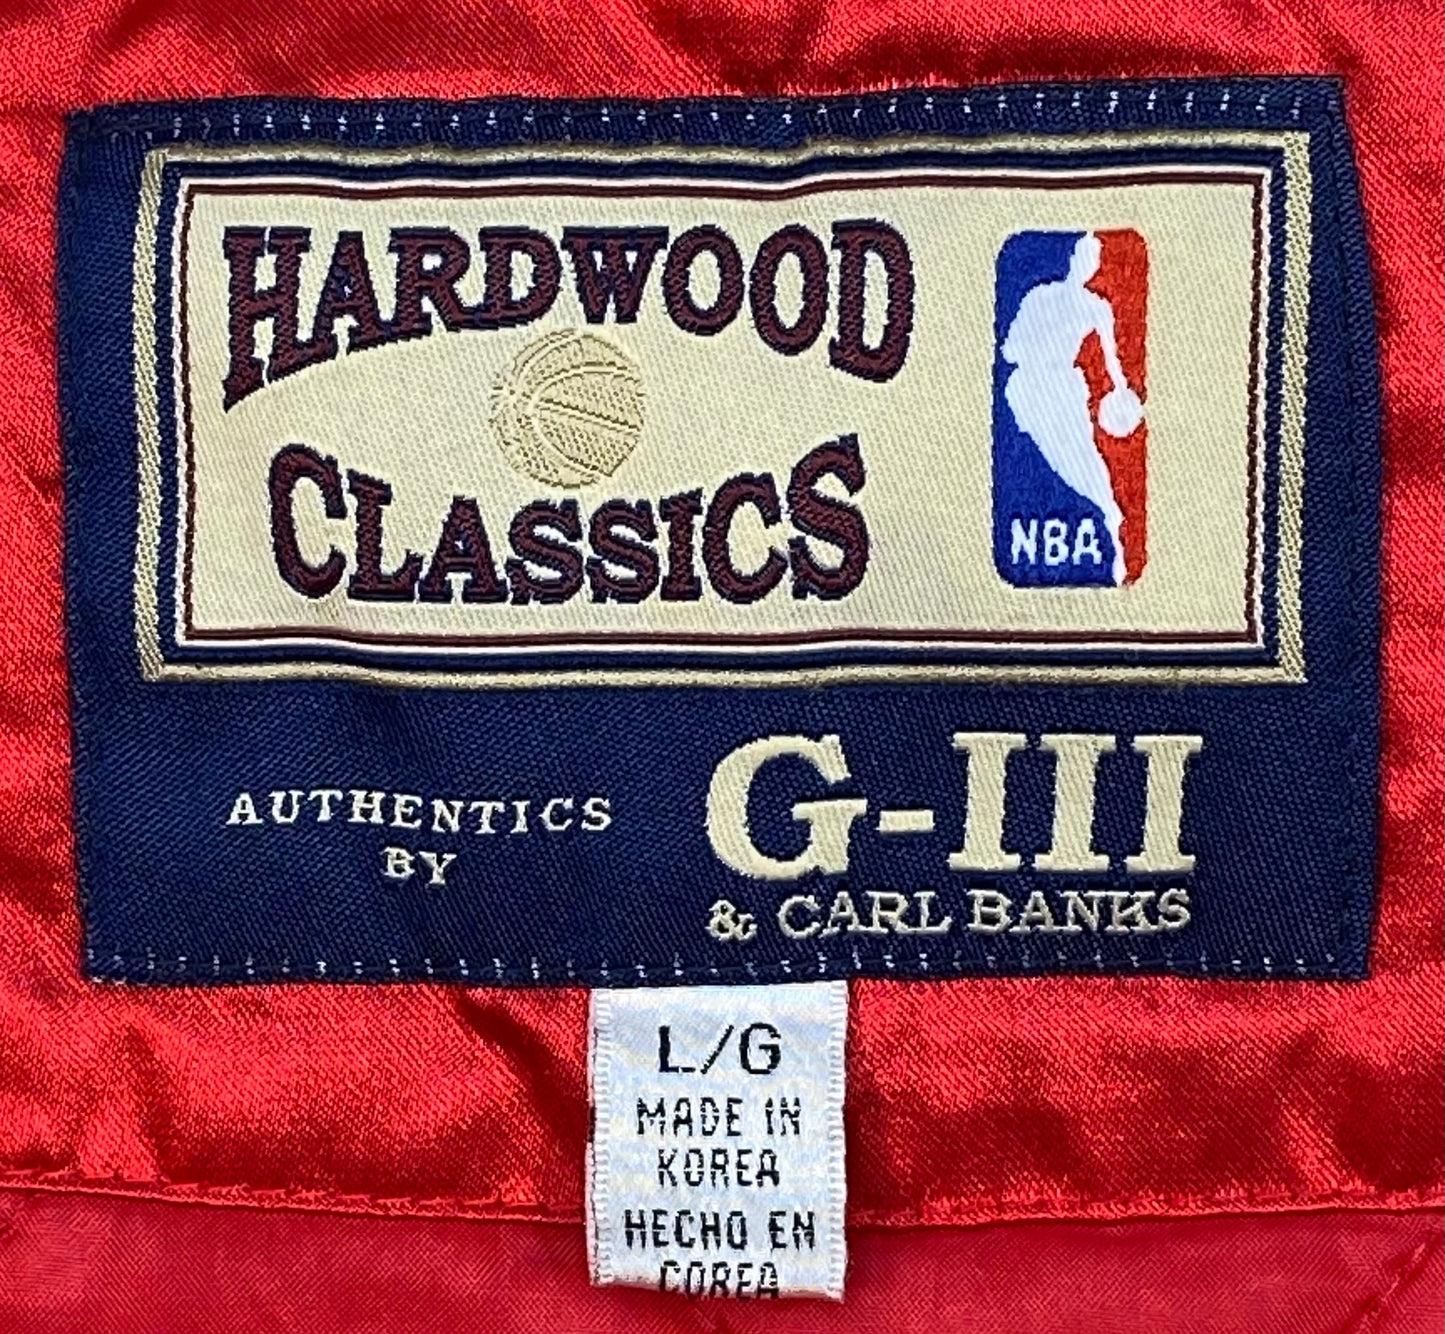 HARDWOOD
CLASSICS
NBA
AUTHENTICS
BY
G-III
& CARL BANKS
L/G
MADE IN
KOREA
HECHO EN
COREA